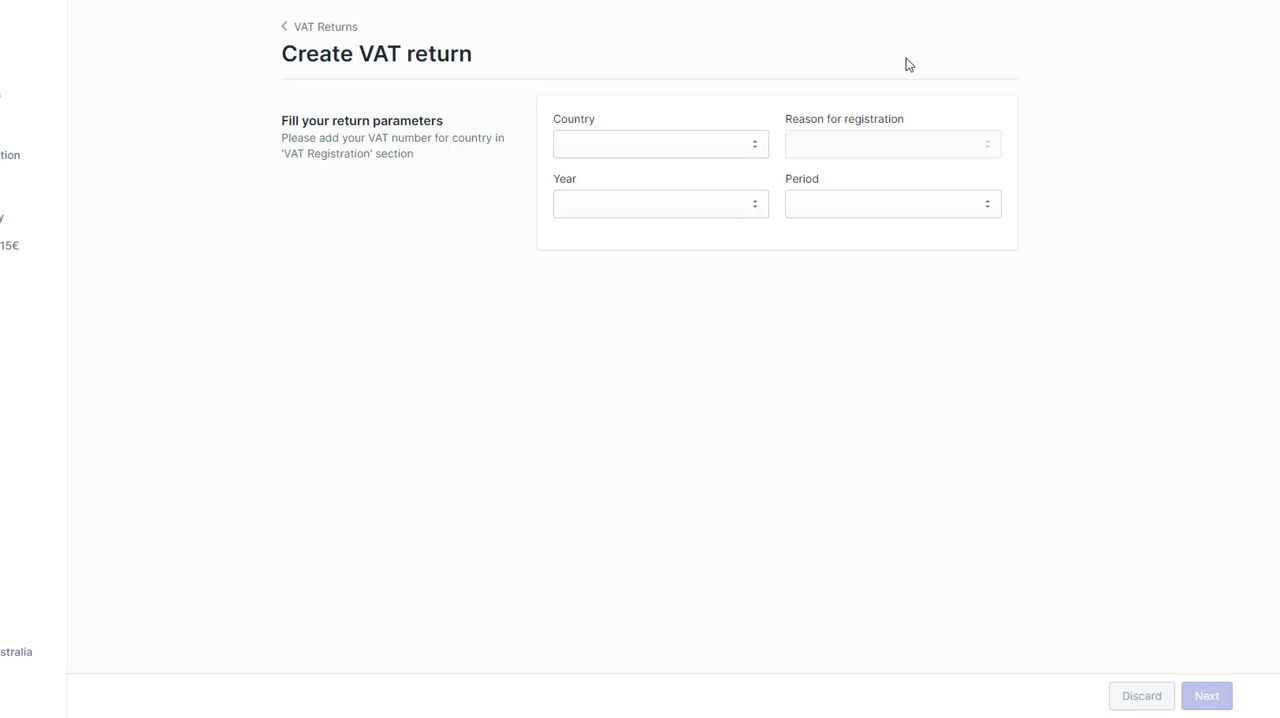 VAT Returns
Create VAT return
Fill your return parameters
Please add your VAT number for country in
'VAT Registration' section
Country
Reason for registration
Year
Period
tion
y
15€
stralia
Discard
Next